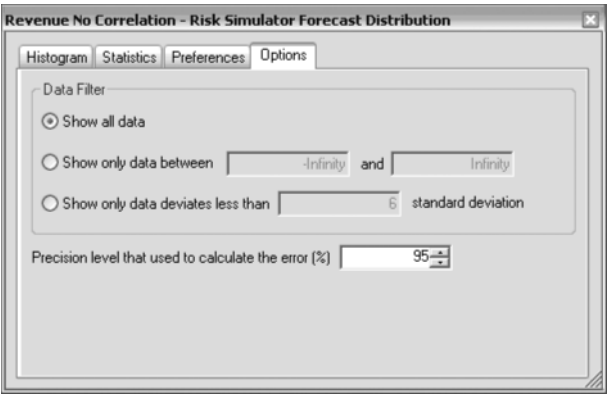 Revenue No Correlation - Risk Simulator Forecast Distribution
Histogram Statistics Preferences Options
Data Filter
Show all data
Show only data between -Infinity and Infinity
Show only data deviates less than 6 standard deviation
Precision level that used to calculate the error (%) 95